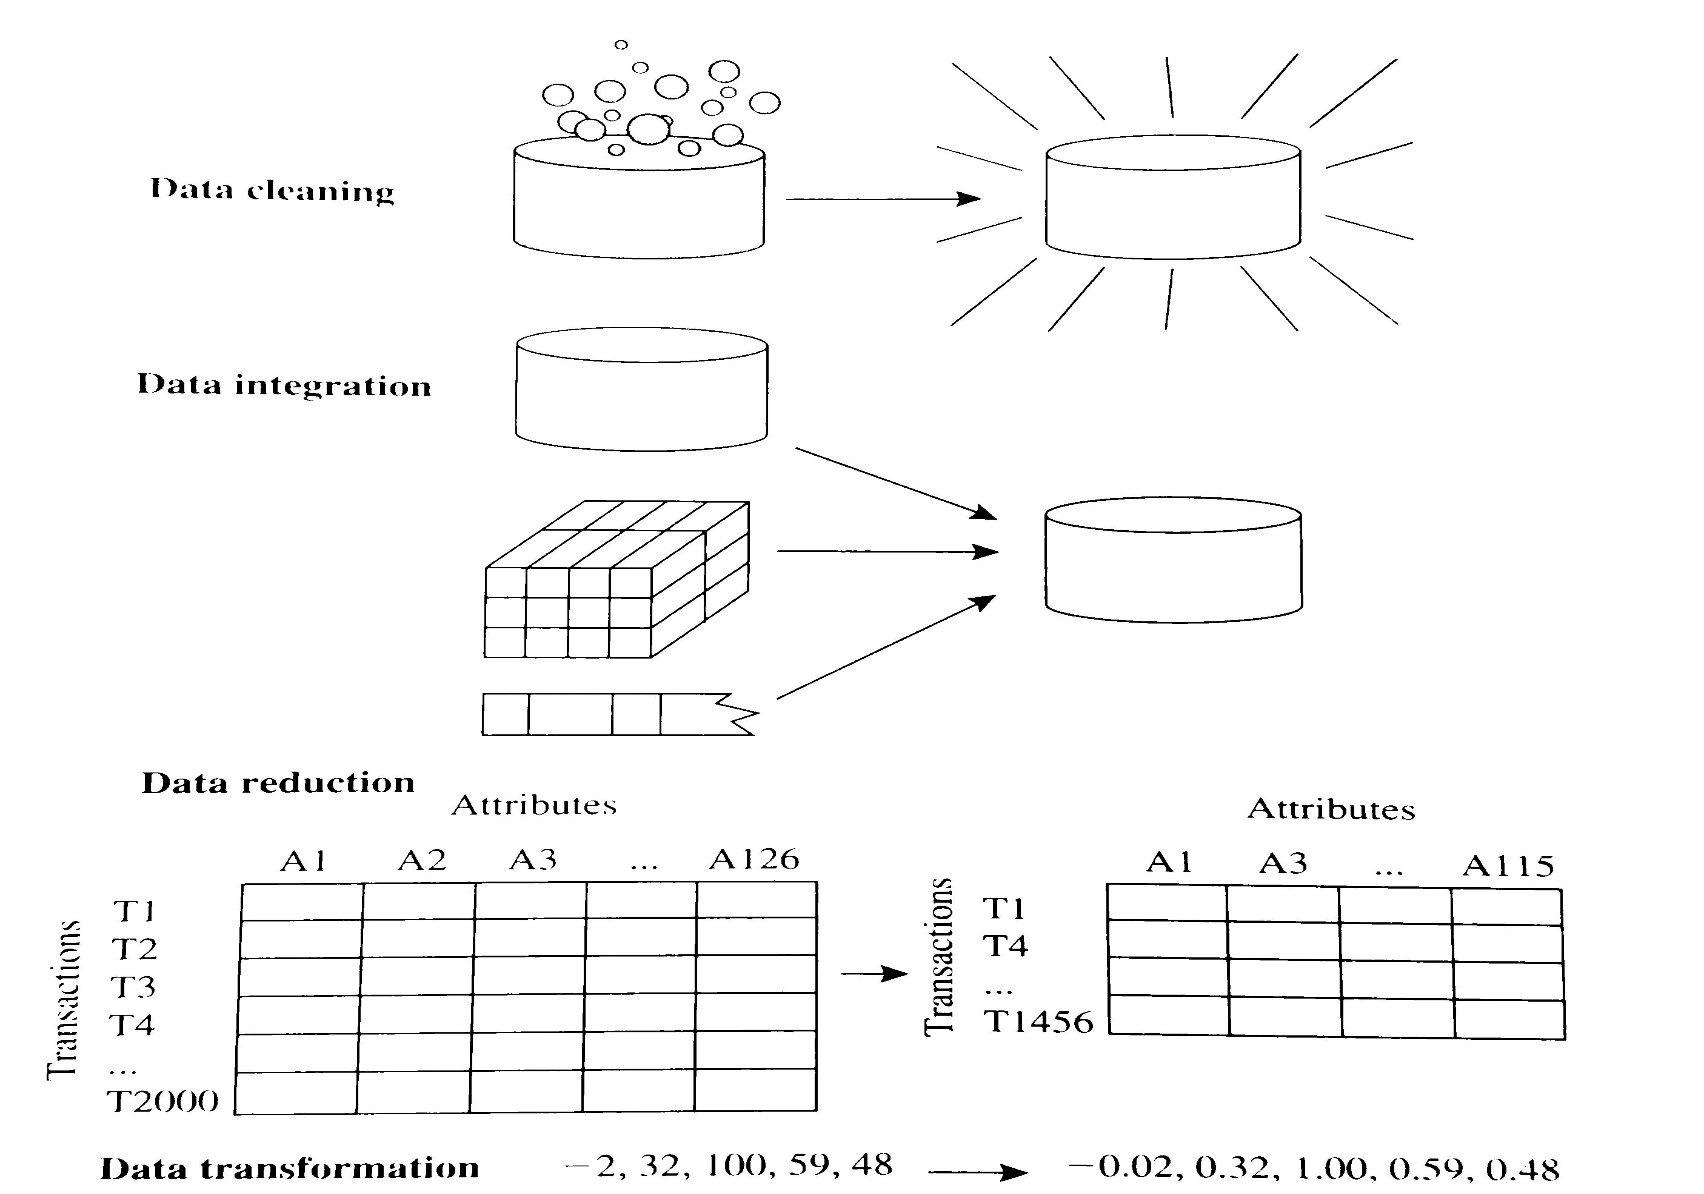 Data cleaning
Data integration
Data reduction
Attributes
A1 A2 A3 ... A126
Transactions
T1
T2
T3
T4
...
T2000
Attributes
A1 A3 ... A115
Transactions
T1
T4
...
T1456
Data transformation −2, 32, 100, 59, 48 −0.02, 0.32, 1.00, 0.59, 0.48